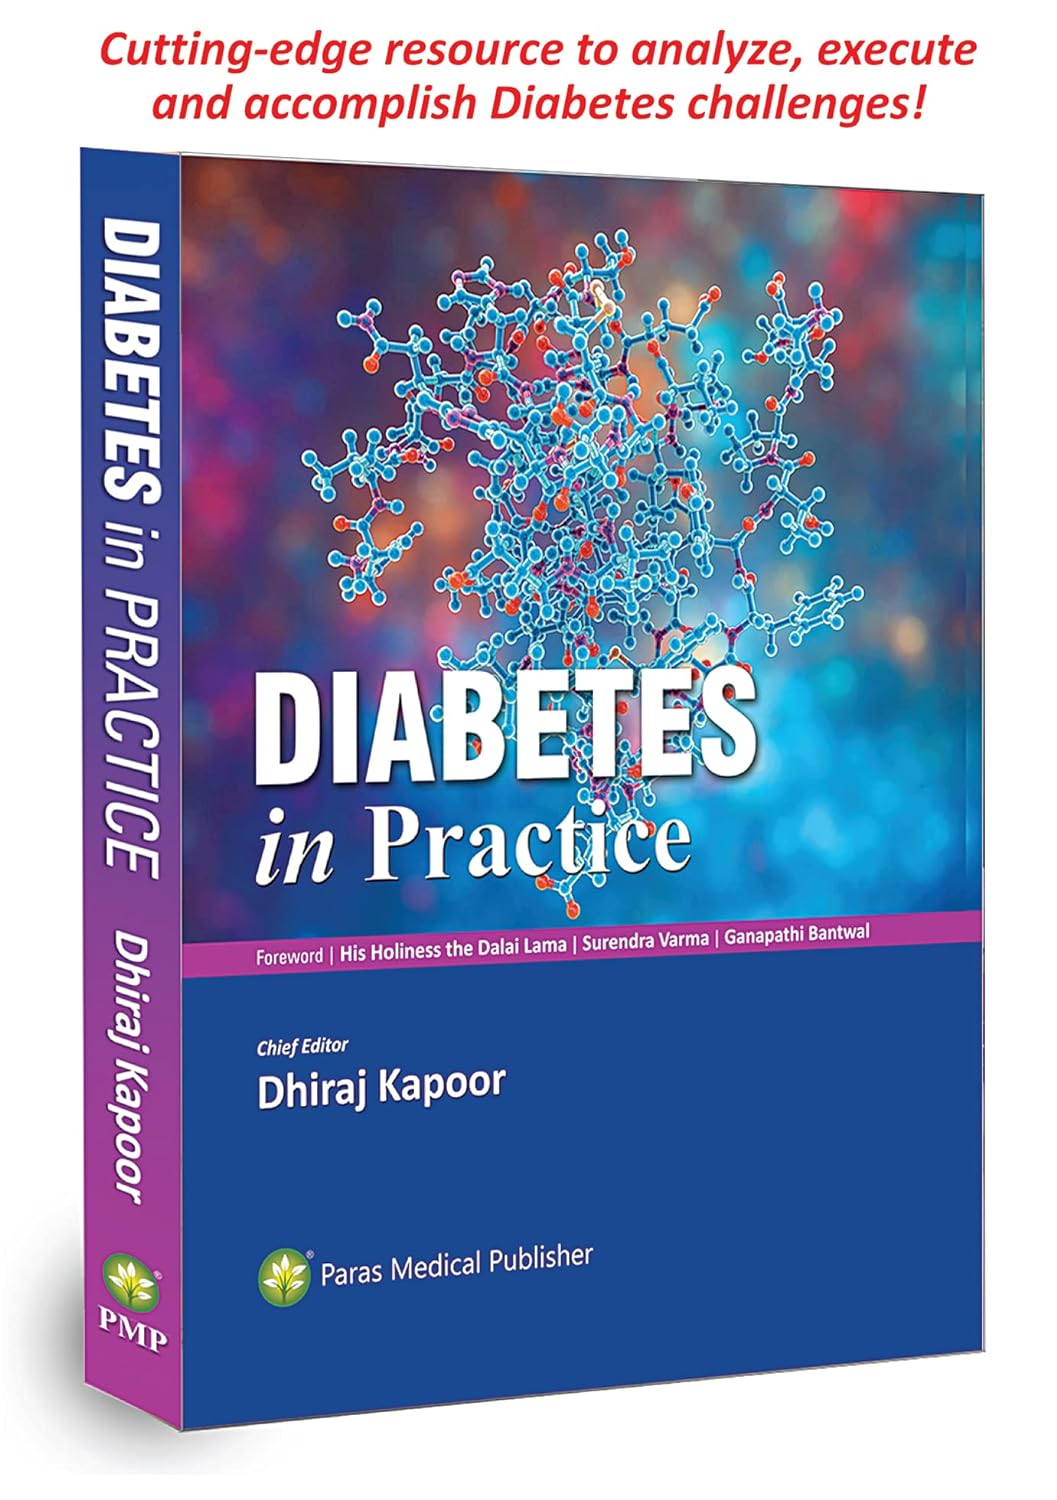 Cutting-edge resource to analyze, execute
and accomplish Diabetes challenges!
DIABETES in PRACTICE Dhiraj Kapoor
PMP
DIABETES
in Practice
Foreword | His Holiness the Dalai Lama | Surendra Varma | Ganapathi Bantwal
Chief Editor
Dhiraj Kapoor
® Paras Medical Publisher